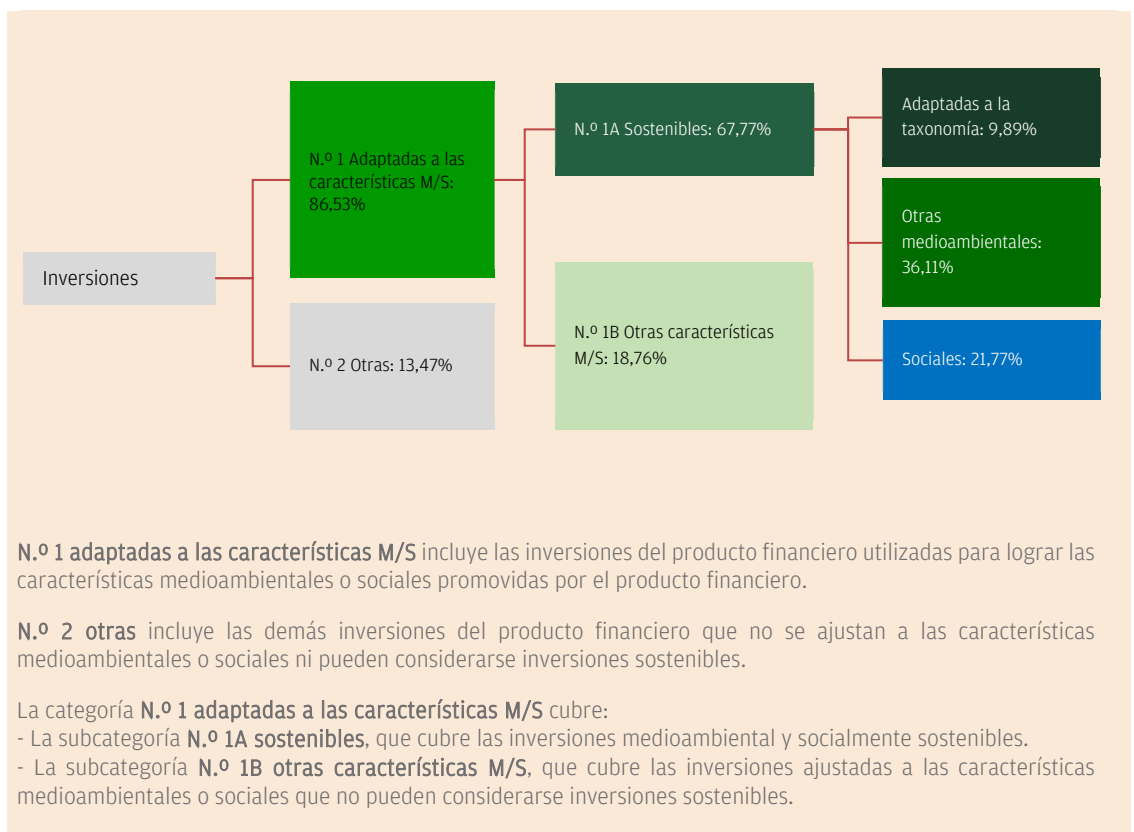 Inversiones
N.º 1 Adaptadas a las
características M/S:
86,53%
N.º 2 Otras: 13,47%
N.º 1A Sostenibles: 67,77%
N.º 1B Otras características
M/S: 18,76%
Adaptadas a la
taxonomía: 9,89%
Otras
medioambientales:
36,11%
Sociales: 21,77%
N.º 1 adaptadas a las características M/S incluye las inversiones del producto financiero utilizadas para lograr las
características medioambientales o sociales promovidas por el producto financiero.
N.º 2 otras incluye las demás inversiones del producto financiero que no se ajustan a las características
medioambientales o sociales ni pueden considerarse inversiones sostenibles.
La categoría N.º 1 adaptadas a las características M/S cubre:
- La subcategoría N.º 1A sostenibles, que cubre las inversiones medioambiental y socialmente sostenibles.
- La subcategoría N.º 1B otras características M/S, que cubre las inversiones ajustadas a las características
medioambientales o sociales que no pueden considerarse inversiones sostenibles.